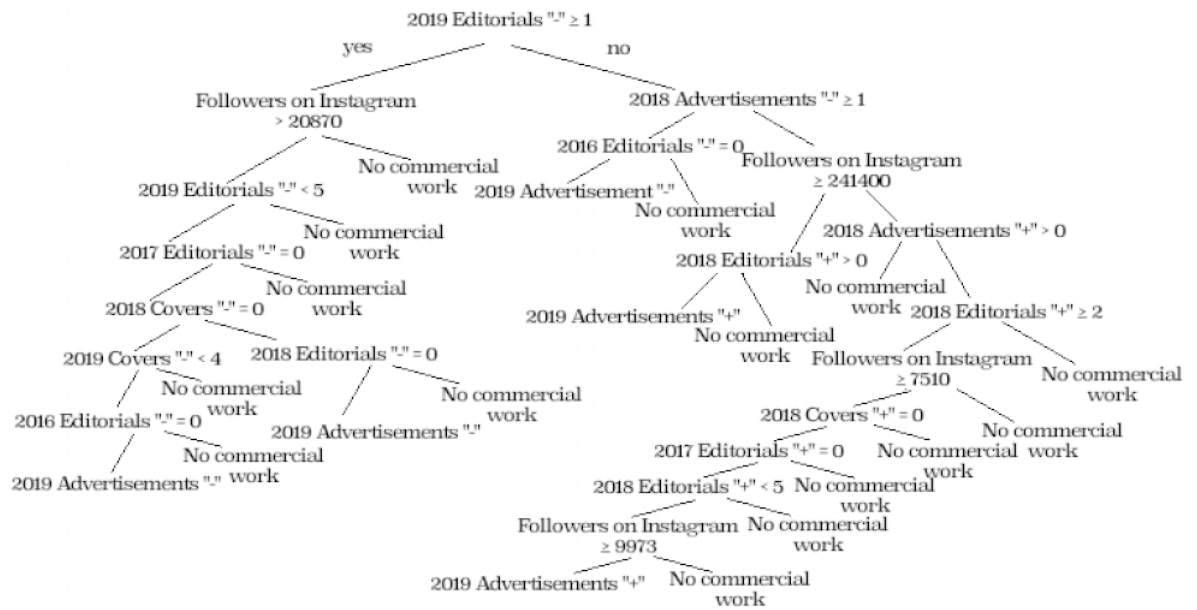 2019 Editorials "-" ≥ 1
yes
no
Followers on Instagram
> 20870
2018 Advertisements "-" ≥ 1
No commercial
work
2016 Editorials "-" = 0
Followers on Instagram
≥ 241400
2019 Editorials "-" < 5
2019 Advertisement "-"
No commercial
work
No commercial
work
2018 Advertisements "+" > 0
2017 Editorials "-" = 0
2018 Editorials "+" > 0
No commercial
work
No commercial
work
2018 Covers "-" = 0
2019 Advertisements "+"
2018 Editorials "+" ≥ 2
No commercial
work
2019 Covers "-" < 4
2018 Editorials "-" = 0
Followers on Instagram
≥ 7510
No commercial
work
No commercial
work
No commercial
work
2016 Editorials "-" = 0
2019 Advertisements "-"
2018 Covers "+" = 0
No commercial
work
No commercial
work
2017 Editorials "+" = 0
No commercial
work
2019 Advertisements "-"
2018 Editorials "+" < 5
No commercial
work
Followers on Instagram
≥ 9973
No commercial
work
2019 Advertisements "+"
No commercial
work